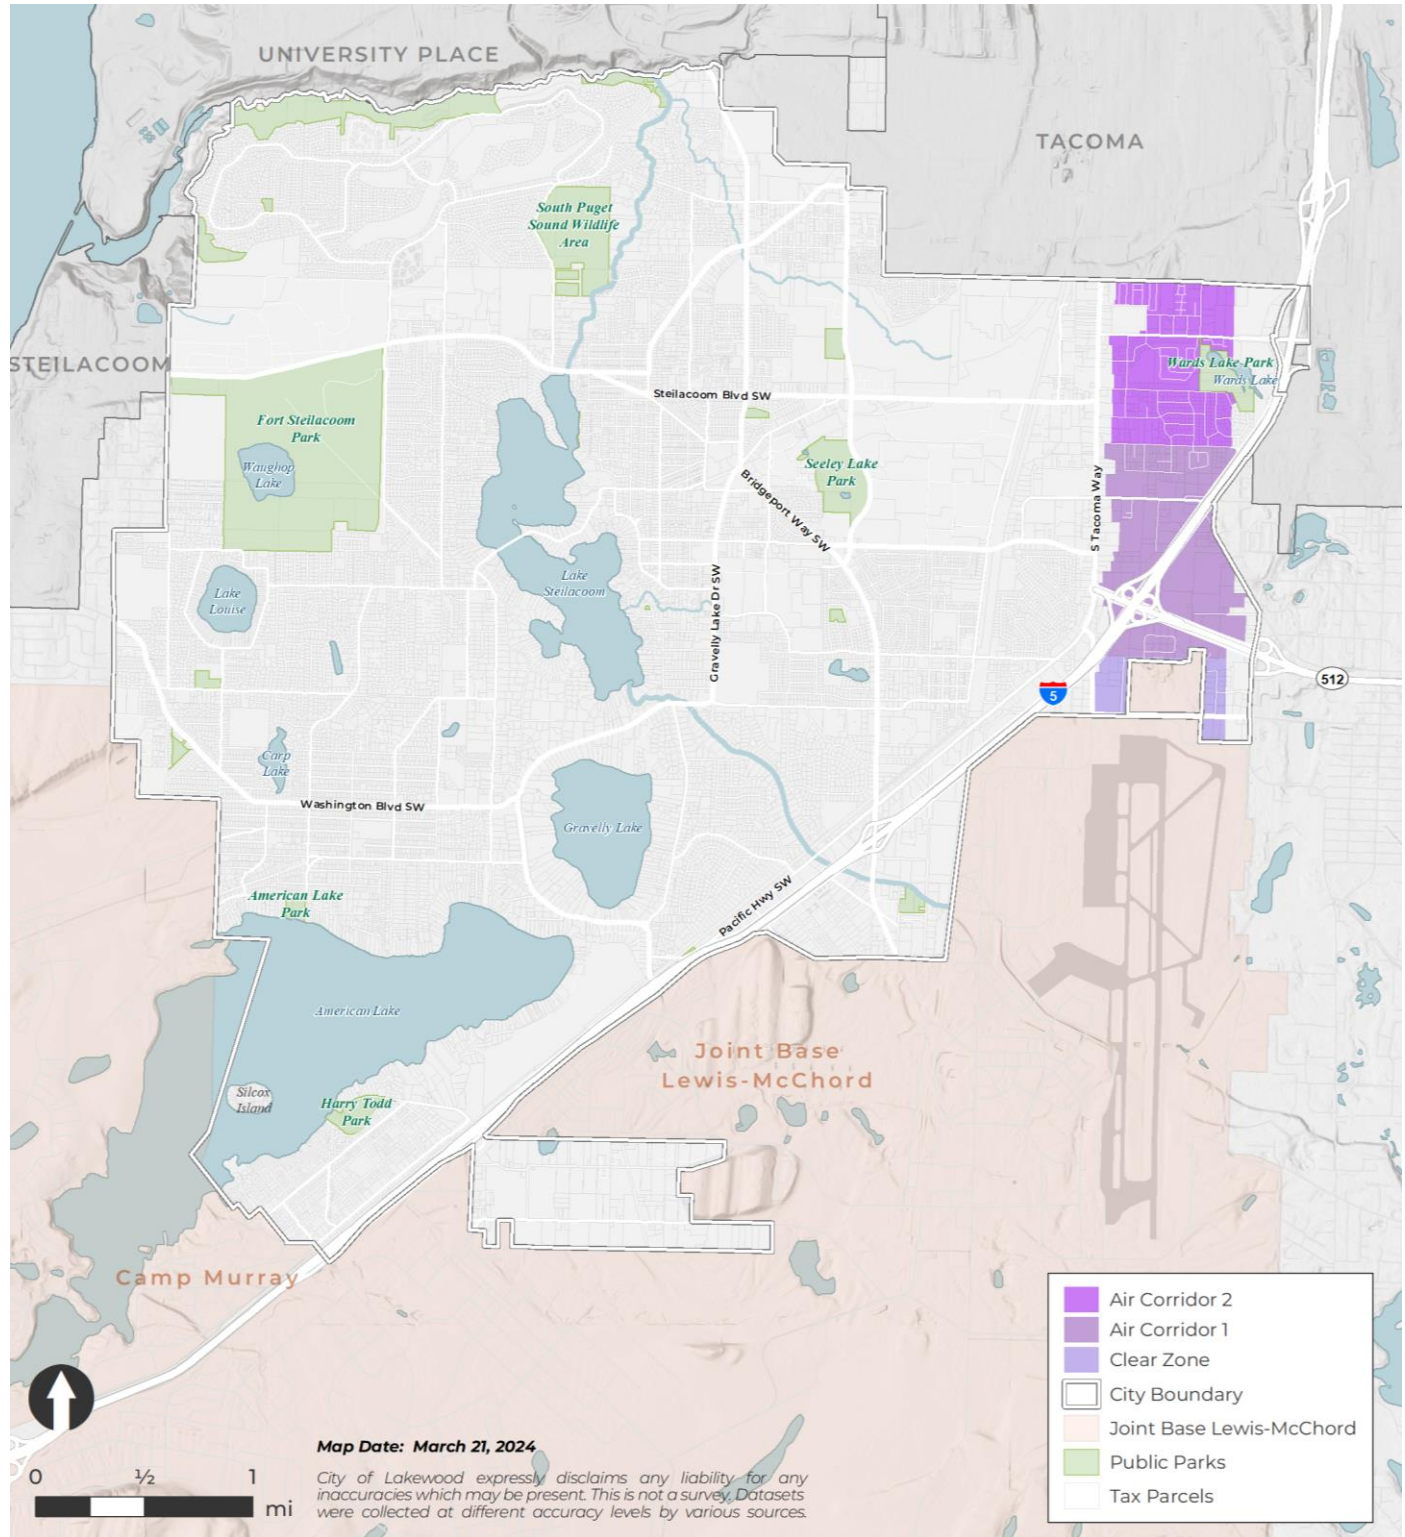 UNIVERSITY PLACE
TACOMA
South Puget
Sound Wildlife
Area
STEILACOOM
Wards Lake Park
Wards Lake
Steilacoom Blvd SW
Fort Steilacoom
Park
Waughop
Lake
Seeley Lake
Park
Bridgeport Way SW
S Tacoma Way
Lake
Louise
Lake
Steilacoom
Gravelly Lake Dr SW
512
5
Carp
Lake
Washington Blvd SW
Gravelly Lake
American Lake
Park
Pacific Hwy SW
American Lake
Joint Base
Lewis-McChord
Silcox
Island
Harry Todd
Park
Camp Murray
Air Corridor 2
Air Corridor 1
Clear Zone
City Boundary
Joint Base Lewis-McChord
Public Parks
Tax Parcels
0 ½ 1
mi
Map Date: March 21, 2024
City of Lakewood expressly disclaims any liability for any
inaccuracies which may be present. This is not a survey. Datasets
were collected at different accuracy levels by various sources.